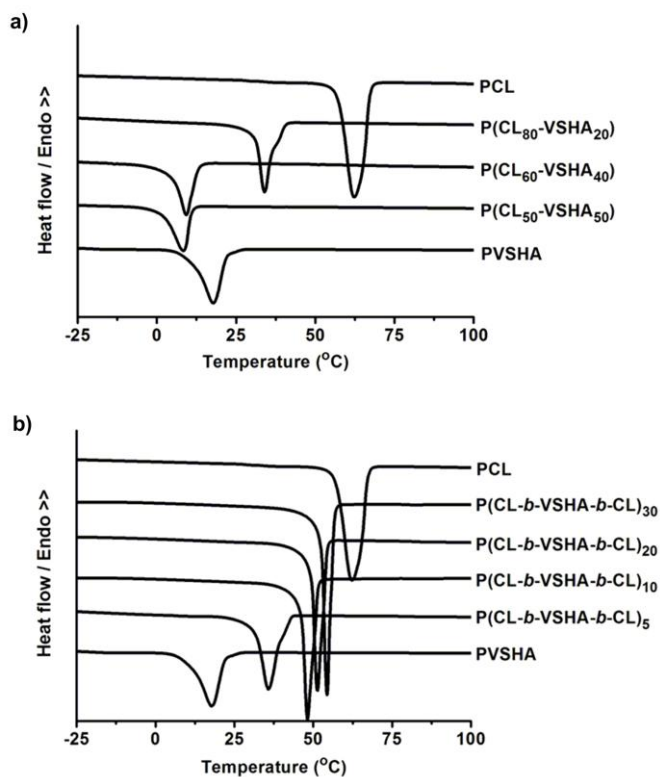 a)
Heat flow / Endo >>
PCL
P(CL₈₀-VSHA₂₀)
P(CL₆₀-VSHA₄₀)
P(CL₅₀-VSHA₅₀)
PVSHA
-25 0 25 50 75 100
Temperature (°C)
b)
Heat flow / Endo >>
PCL
P(CL-b-VSHA-b-CL)₃₀
P(CL-b-VSHA-b-CL)₂₀
P(CL-b-VSHA-b-CL)₁₀
P(CL-b-VSHA-b-CL)₅
PVSHA
-25 0 25 50 75 100
Temperature (°C)